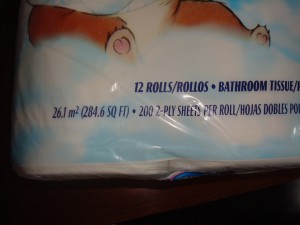 12 ROLLS/ROLLOS • BATHROOM TISSUE/
26.1 m² (284.6 SQ FT) • 200 2-PLY SHEETS PER ROLL/HOJAS DOBLES